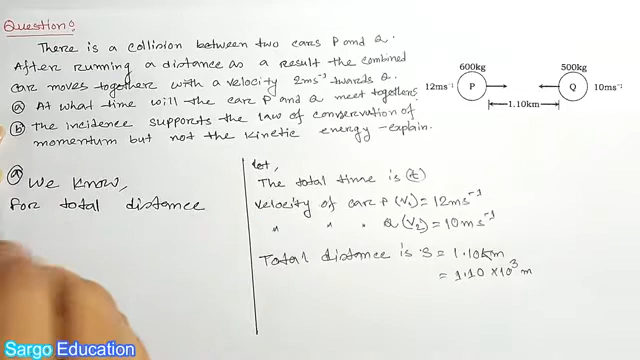 Question:
There is a collision between two cars P and Q.
After running a distance as a result the combined
car moves together with a velocity 2ms⁻¹ towards Q.
ⓐ At what time will the car P and Q meet together?
ⓑ The incidence supports the law of conservation of
momentum but not the kinetic energy - explain.
600kg 500kg
12ms⁻¹ P Q 10ms⁻¹
1.10km
ⓐ We know,
For total distance
let,
The total time is (t)
velocity of car P (v₁) = 12ms⁻¹
" " " Q (v₂) = 10ms⁻¹
Total distance is S = 1.10km
= 1.10 × 10³ m
Sargo Education